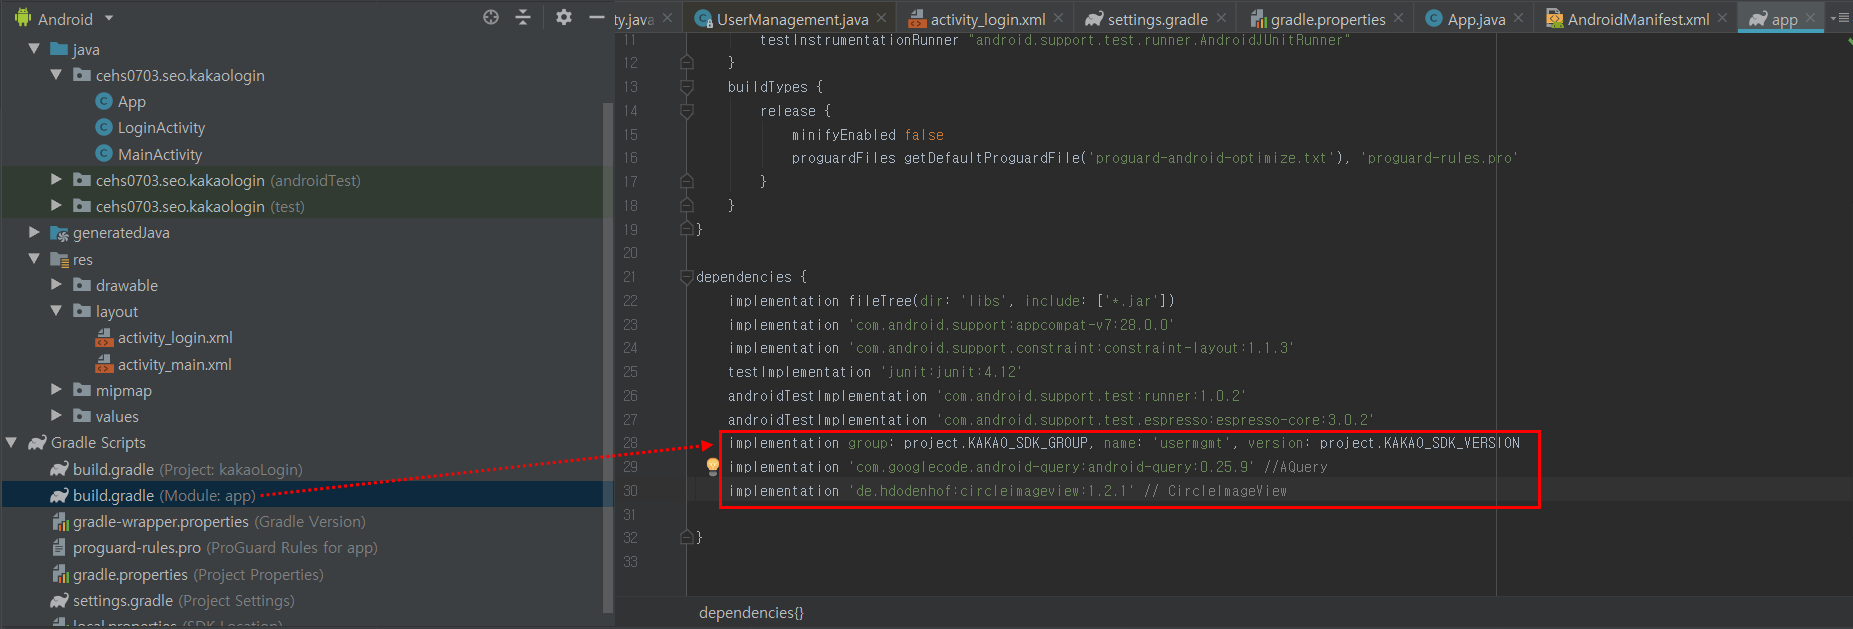 Android
java
cehs0703.seo.kakaologin
App
LoginActivity
MainActivity
cehs0703.seo.kakaologin (androidTest)
cehs0703.seo.kakaologin (test)
generatedJava
res
drawable
layout
activity_login.xml
activity_main.xml
mipmap
values
Gradle Scripts
build.gradle (Project: kakaoLogin)
build.gradle (Module: app)
gradle-wrapper.properties (Gradle Version)
proguard-rules.pro (ProGuard Rules for app)
gradle.properties (Project Properties)
settings.gradle (Project Settings)
local.properties (SDK Location)
ty.java UserManagement.java activity_login.xml settings.gradle gradle.properties App.java AndroidManifest.xml app
11 testInstrumentationRunner "android.support.test.runner.AndroidJUnitRunner"
12 }
13 buildTypes {
14 release {
15 minifyEnabled false
16 proguardFiles getDefaultProguardFile('proguard-android-optimize.txt'), 'proguard-rules.pro'
17 }
18 }
19 }
20
21 dependencies {
22 implementation fileTree(dir: 'libs', include: ['*.jar'])
23 implementation 'com.android.support:appcompat-v7:28.0.0'
24 implementation 'com.android.support.constraint:constraint-layout:1.1.3'
25 testImplementation 'junit:junit:4.12'
26 androidTestImplementation 'com.android.support.test:runner:1.0.2'
27 androidTestImplementation 'com.android.support.test.espresso:espresso-core:3.0.2'
28 implementation group: project.KAKAO_SDK_GROUP, name: 'usermgmt', version: project.KAKAO_SDK_VERSION
29 implementation 'com.googlecode.android-query:android-query:0.25.9' //AQuery
30 implementation 'de.hdodenhof:circleimageview:1.2.1' // CircleImageView
31
32 }
33
dependencies{}